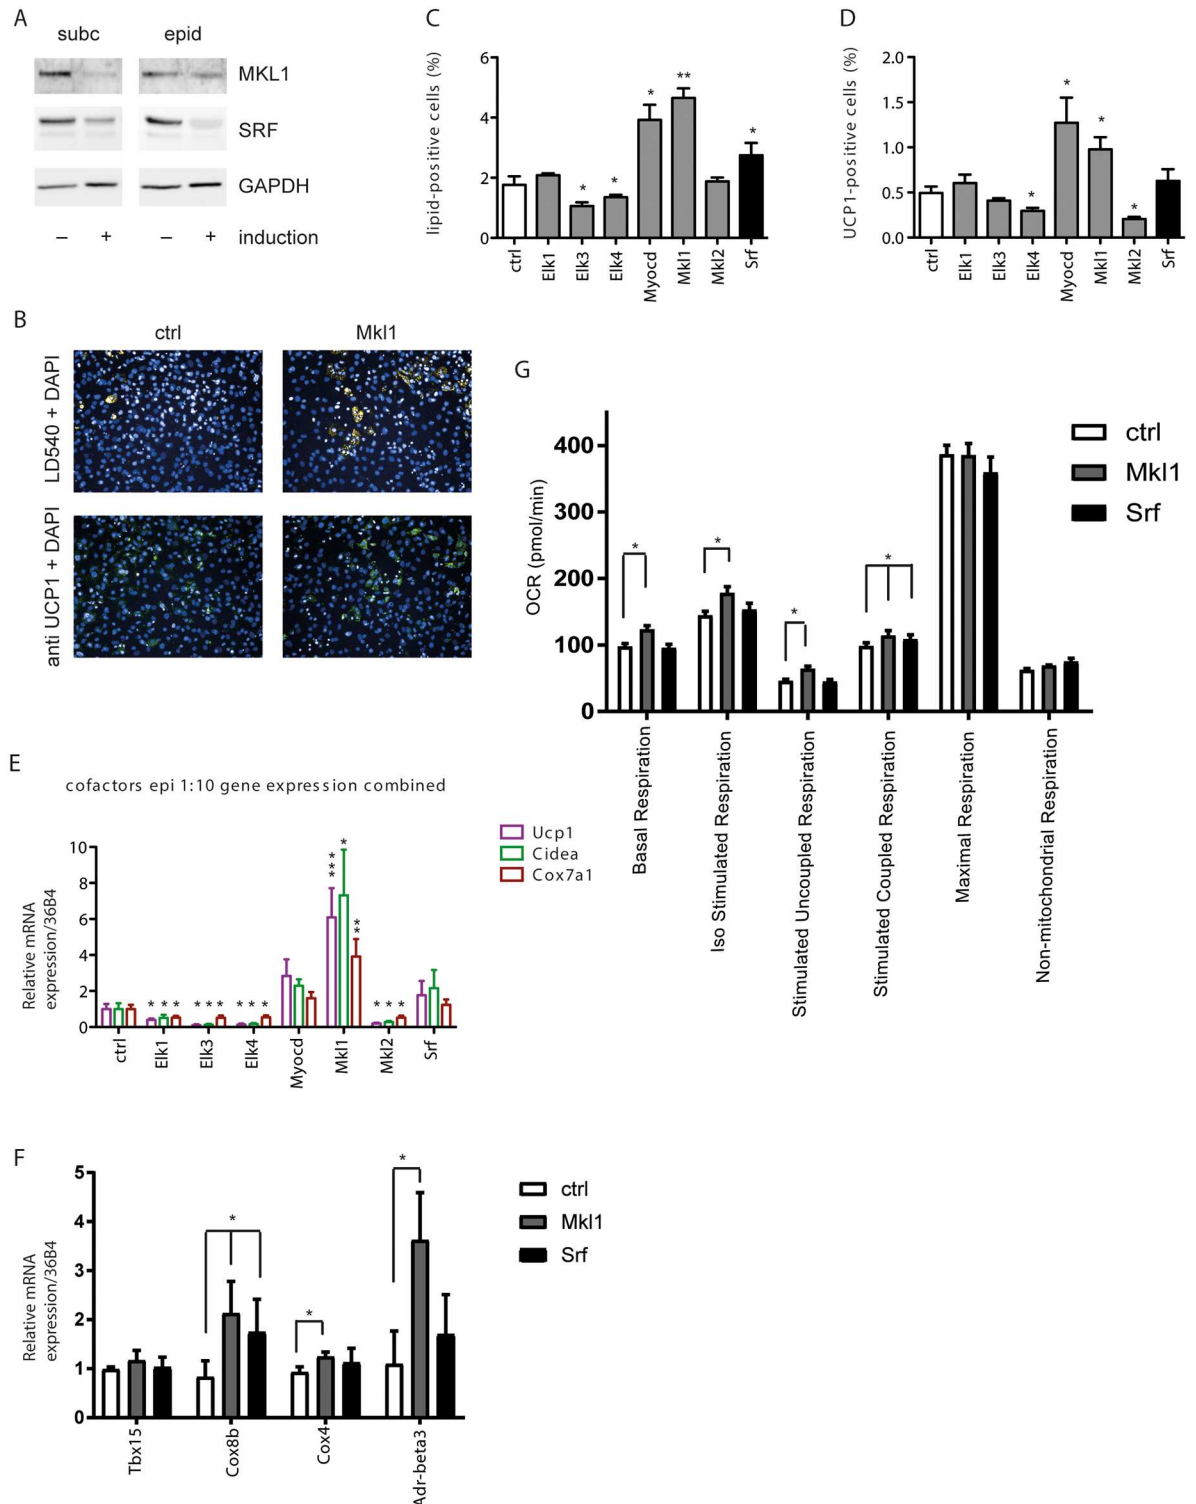 A
subc
epid
MKL1
SRF
GAPDH
– + – + induction
B
ctrl
Mkl1
LD540 + DAPI
anti UCP1 + DAPI
C
lipid-positive cells (%)
6
4
2
0
ctrl
Elk1
Elk3
Elk4
Myocd
Mkl1
Mkl2
Srf
* * * ** *
D
UCP1-positive cells (%)
2.0
1.5
1.0
0.5
0.0
ctrl
Elk1
Elk3
Elk4
Myocd
Mkl1
Mkl2
Srf
* * * *
G
OCR (pmol/min)
400
300
200
100
0
* * * *
ctrl
Mkl1
Srf
Basal Respiration
Iso Stimulated Respiration
Stimulated Uncoupled Respiration
Stimulated Coupled Respiration
Maximal Respiration
Non-mitochondrial Respiration
E
cofactors epi 1:10 gene expression combined
Relative mRNA
expression/36B4
10
8
6
4
2
0
* * * * * * * * * *** * ** * * *
ctrl
Elk1
Elk3
Elk4
Myocd
Mkl1
Mkl2
Srf
Ucp1
Cidea
Cox7a1
F
Relative mRNA
expression/36B4
5
4
3
2
1
0
* * *
Tbx15
Cox8b
Cox4
Adr-beta3
ctrl
Mkl1
Srf